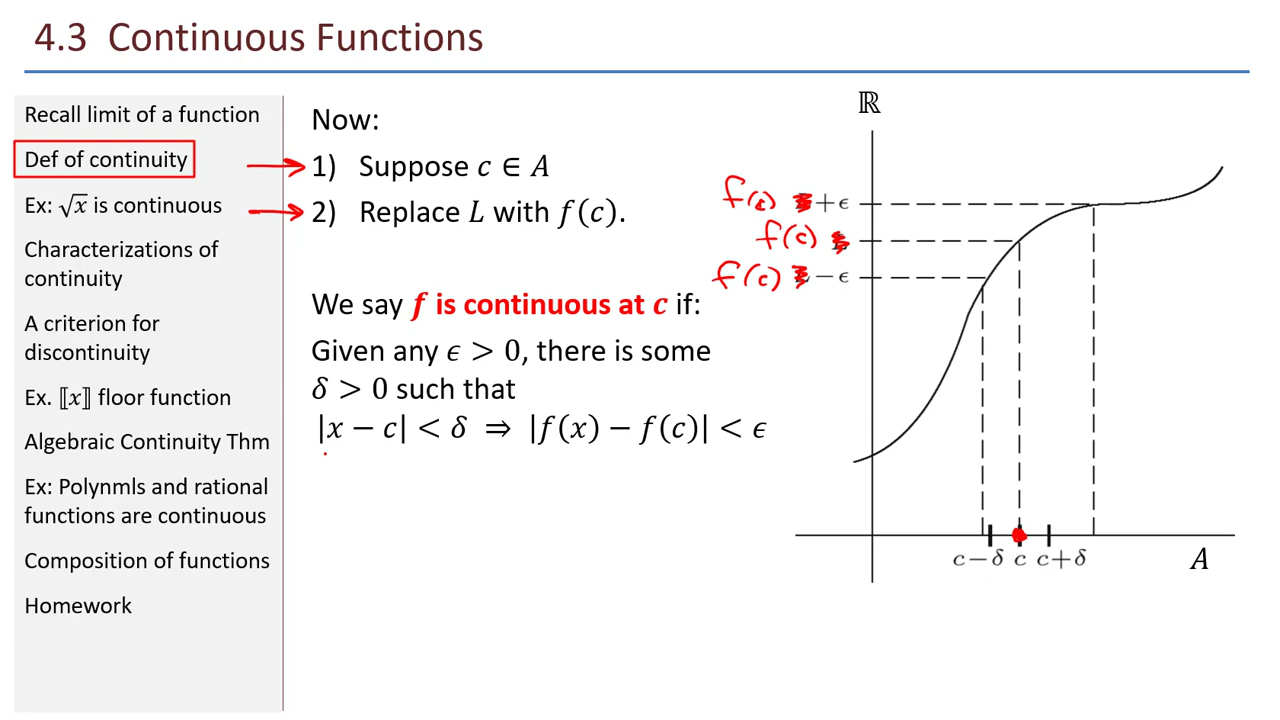 4.3 Continuous Functions
Recall limit of a function
Def of continuity
Ex: √x is continuous
Characterizations of
continuity
A criterion for
discontinuity
Ex. ⟦x⟧ floor function
Algebraic Continuity Thm
Ex: Polynmls and rational
functions are continuous
Composition of functions
Homework
Now:
1) Suppose c ∈ A
2) Replace L with f(c).
We say f is continuous at c if:
Given any ϵ > 0, there is some
δ > 0 such that
|x − c| < δ ⇒ |f(x) − f(c)| < ϵ
ℝ
f(c) +ϵ
f(c)
f(c) −ϵ
c−δ c c+δ
A